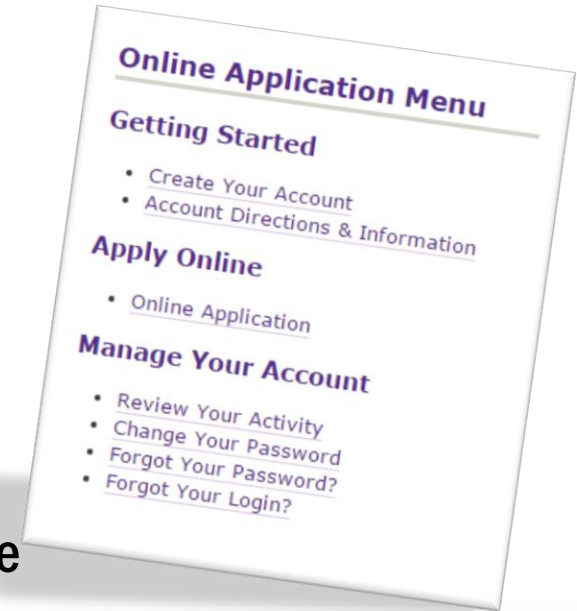 Online Application Menu
Getting Started
Create Your Account
Account Directions & Information
Apply Online
Online Application
Manage Your Account
Review Your Activity
Change Your Password
Forgot Your Password?
Forgot Your Login?
e